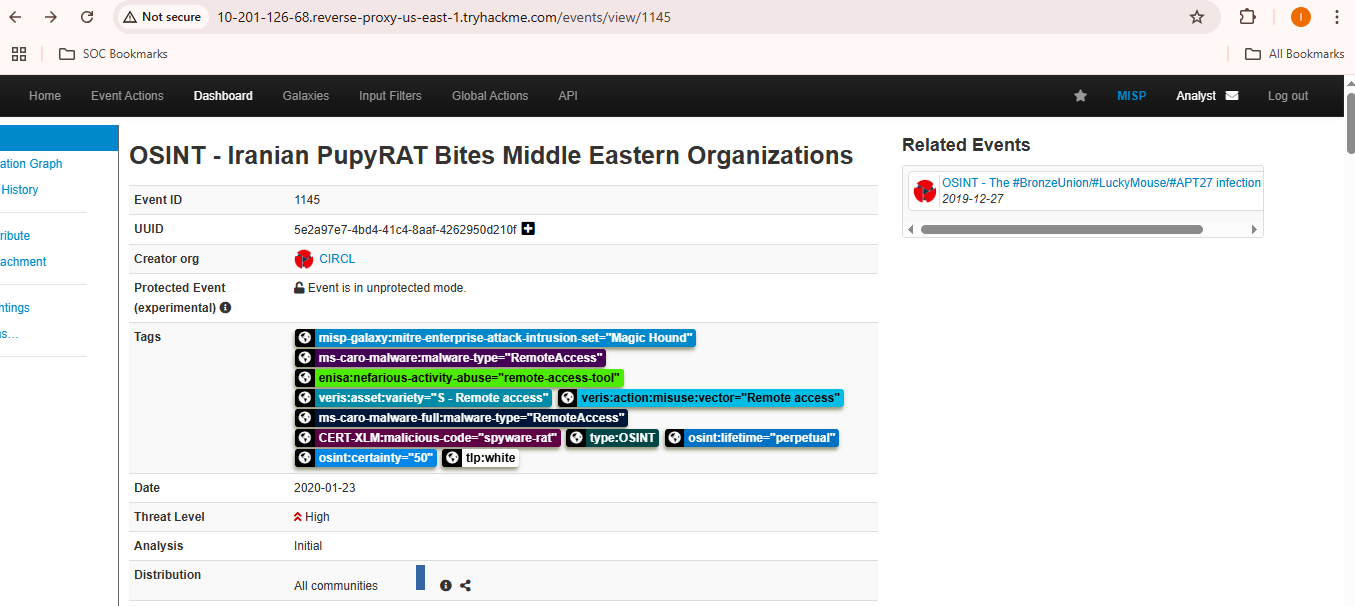 Not secure 10-201-126-68.reverse-proxy-us-east-1.tryhackme.com/events/view/1145
SOC Bookmarks All Bookmarks
Home Event Actions Dashboard Galaxies Input Filters Global Actions API MISP Analyst Log out
ation Graph
History
ribute
achment
htings
s…
OSINT - Iranian PupyRAT Bites Middle Eastern Organizations
Event ID 1145
UUID 5e2a97e7-4bd4-41c4-8aaf-4262950d210f
Creator org CIRCL
Protected Event (experimental) Event is in unprotected mode.
Tags misp-galaxy:mitre-enterprise-attack-intrusion-set="Magic Hound"
ms-caro-malware:malware-type="RemoteAccess"
enisa:nefarious-activity-abuse="remote-access-tool"
veris:asset:variety="S - Remote access" veris:action:misuse:vector="Remote access"
ms-caro-malware-full:malware-type="RemoteAccess"
CERT-XLM:malicious-code="spyware-rat" type:OSINT osint:lifetime="perpetual"
osint:certainty="50" tlp:white
Date 2020-01-23
Threat Level High
Analysis Initial
Distribution All communities
Related Events
OSINT - The #BronzeUnion/#LuckyMouse/#APT27 infection
2019-12-27